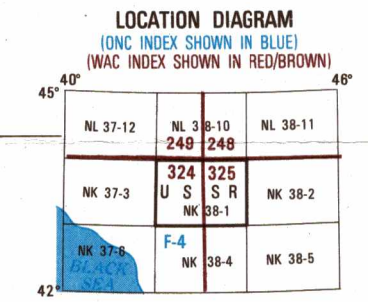 LOCATION DIAGRAM
(ONC INDEX SHOWN IN BLUE)
(WAC INDEX SHOWN IN RED/BROWN)
40° 46°
45°
NL 37-12 NL 38-10 NL 38-11
249 248
324 325
NK 37-3 U S S R NK 38-2
NK 38-1
NK 37-6 F-4
BLACK NK 38-4 NK 38-5
SEA
42°